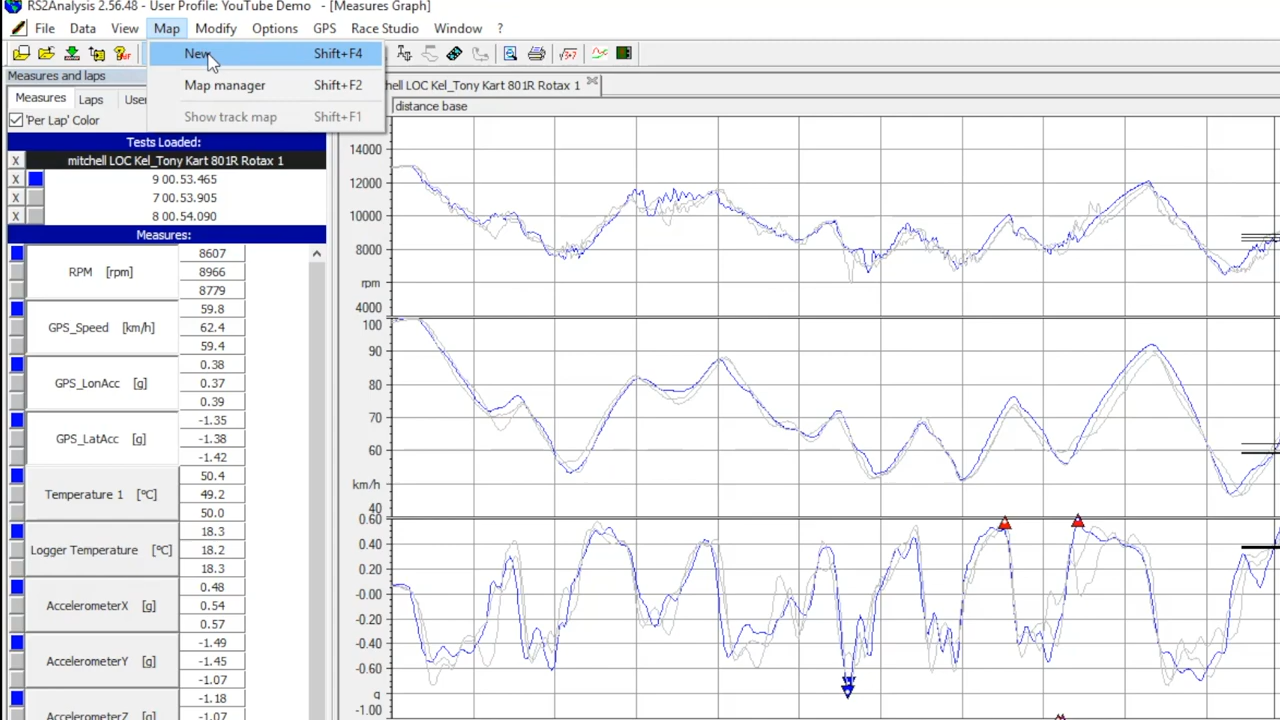 RS2Analysis 2.56.48 - User Profile: YouTube Demo - [Measures Graph]
File Data View Map Modify Options GPS Race Studio Window ?
New Shift+F4
Map manager Shift+F2
Show track map Shift+F1
Measures and laps
Measures Laps User
'Per Lap' Color
Tests Loaded:
X mitchell LOC Kel_Tony Kart 801R Rotax 1
X 9 00.53.465
X 7 00.53.905
X 8 00.54.090
Measures:
8607
RPM [rpm] 8966
8779
59.8
GPS_Speed [km/h] 62.4
59.4
0.38
GPS_LonAcc [g] 0.37
0.39
-1.35
GPS_LatAcc [g] -1.38
-1.42
50.4
Temperature 1 [°C] 49.2
50.0
18.3
Logger Temperature [°C] 18.2
18.3
0.48
AccelerometerX [g] 0.54
0.57
-1.49
AccelerometerY [g] -1.45
-1.07
-1.18
AccelerometerZ [g] -1.07
hell LOC Kel_Tony Kart 801R Rotax 1
distance base
14000
12000
10000
8000
rpm
4000
100
90
80
70
60
km/h
40
0.60
0.40
0.20
-0.00
-0.20
-0.40
-0.60
g
-1.00